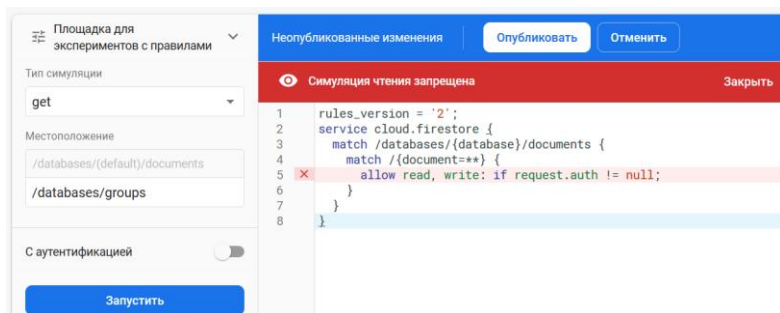 Площадка для
экспериментов с правилами
Тип симуляции
get
Местоположение
/databases/(default)/documents
/databases/groups
С аутентификацией
Запустить
Неопубликованные изменения
Опубликовать
Отменить
Симуляция чтения запрещена
Закрыть
1 rules_version = '2';
2 service cloud.firestore {
3 match /databases/{database}/documents {
4 match /{document=**} {
5 allow read, write: if request.auth != null;
6 }
7 }
8 }